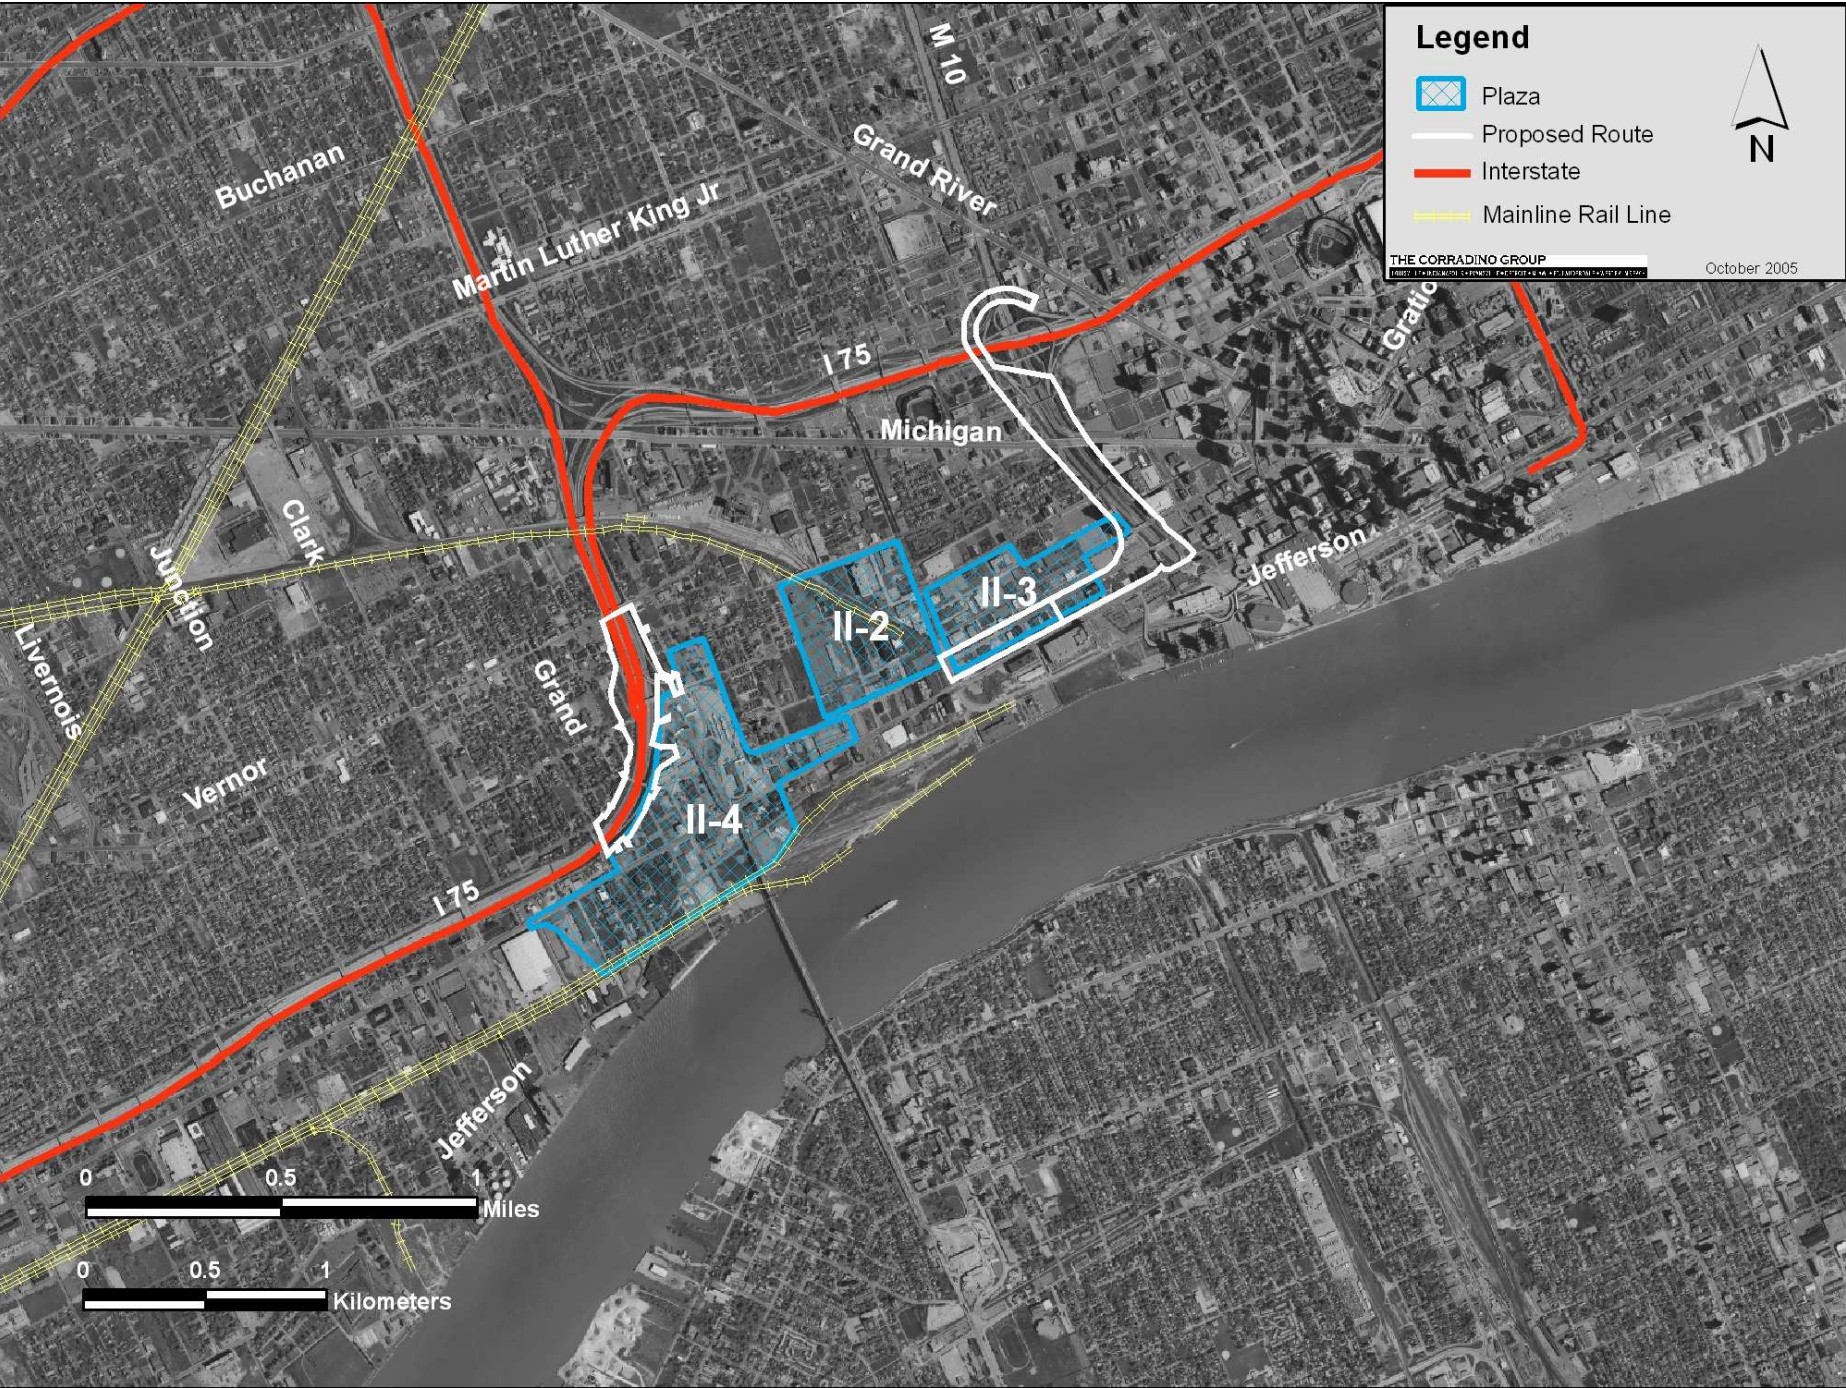 Legend
Plaza
Proposed Route
Interstate
Mainline Rail Line
N
THE CORRADINO GROUP
October 2005
M 10
Grand River
Buchanan
Martin Luther King Jr
Gratio
I 75
Michigan
Clark
Junction
Jefferson
II-3
II-2
Livernois
Grand
Vernor
II-4
I 75
Jefferson
0 0.5 1
Miles
0 0.5 1
Kilometers